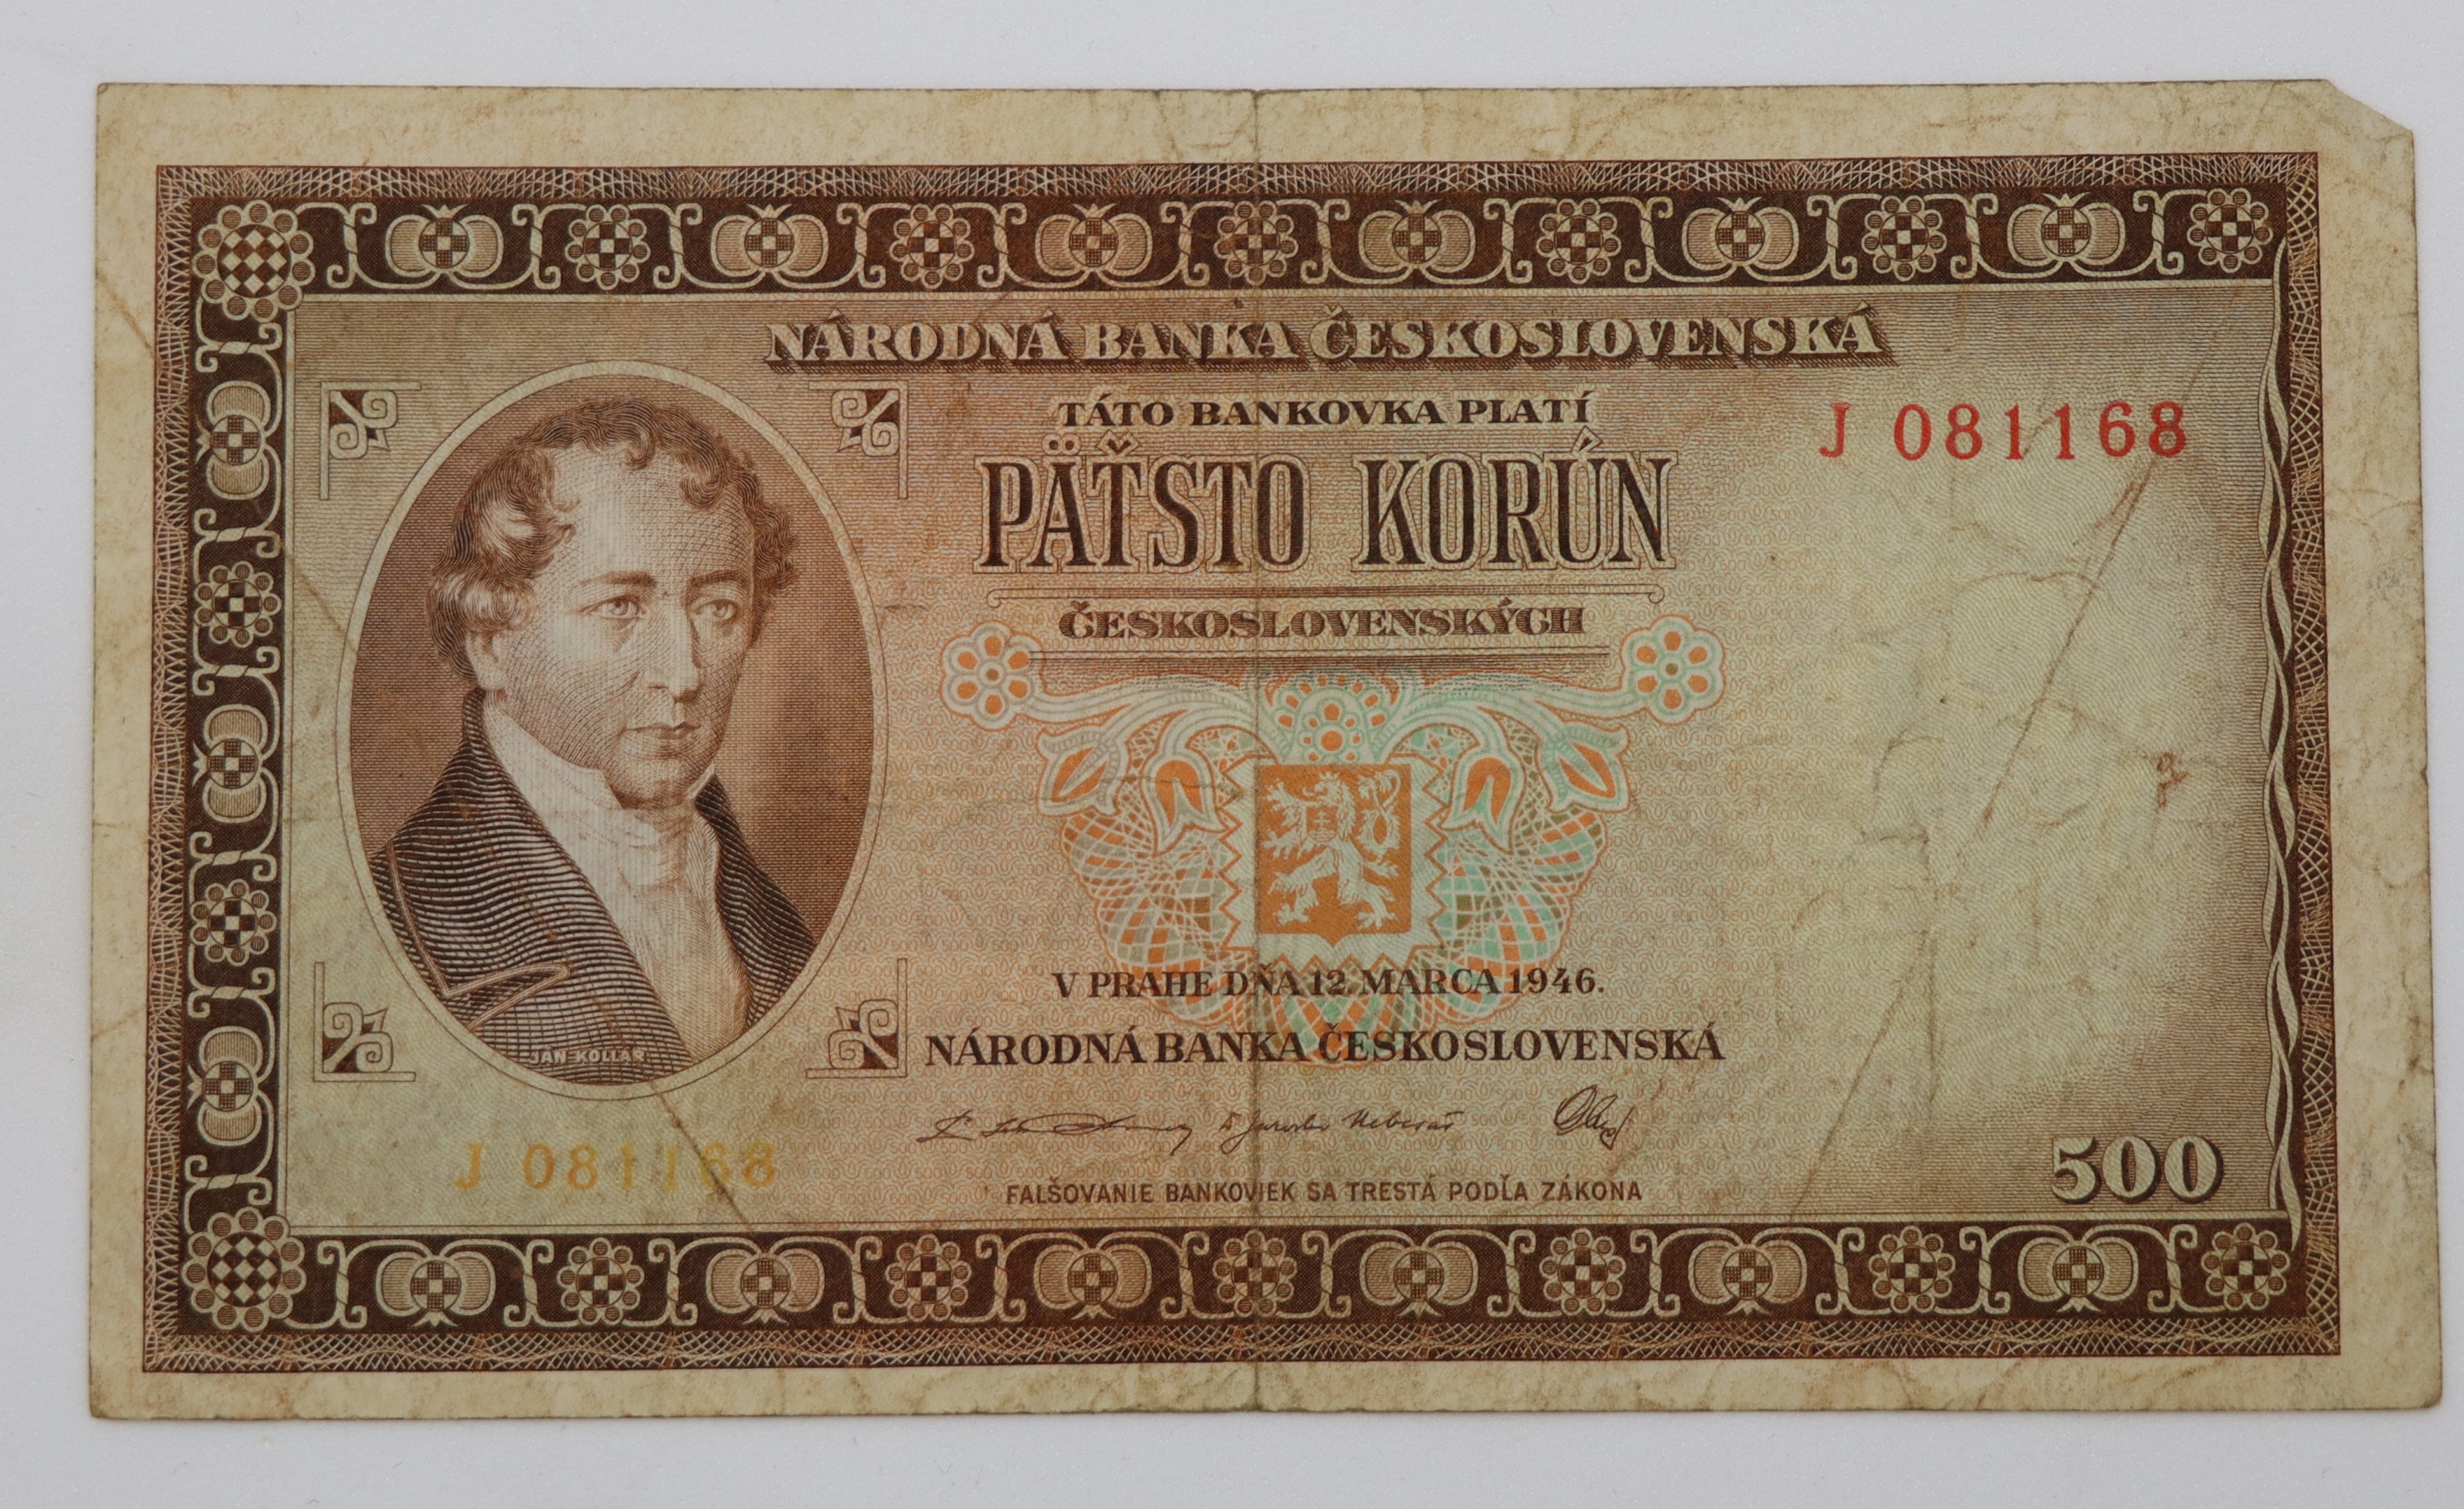 NÁRODNÁ BANKA ČESKOSLOVENSKÁ
TÁTO BANKOVKA PLATÍ
J 081168
PÄŤSTO KORÚN
ČESKOSLOVENSKÝCH
V PRAHE DŇA 12. MARCA 1946.
NÁRODNÁ BANKA ČESKOSLOVENSKÁ
JÁN KOLLÁR
J 081168
500
FALŠOVANIE BANKOVIEK SA TRESTÁ PODĽA ZÁKONA